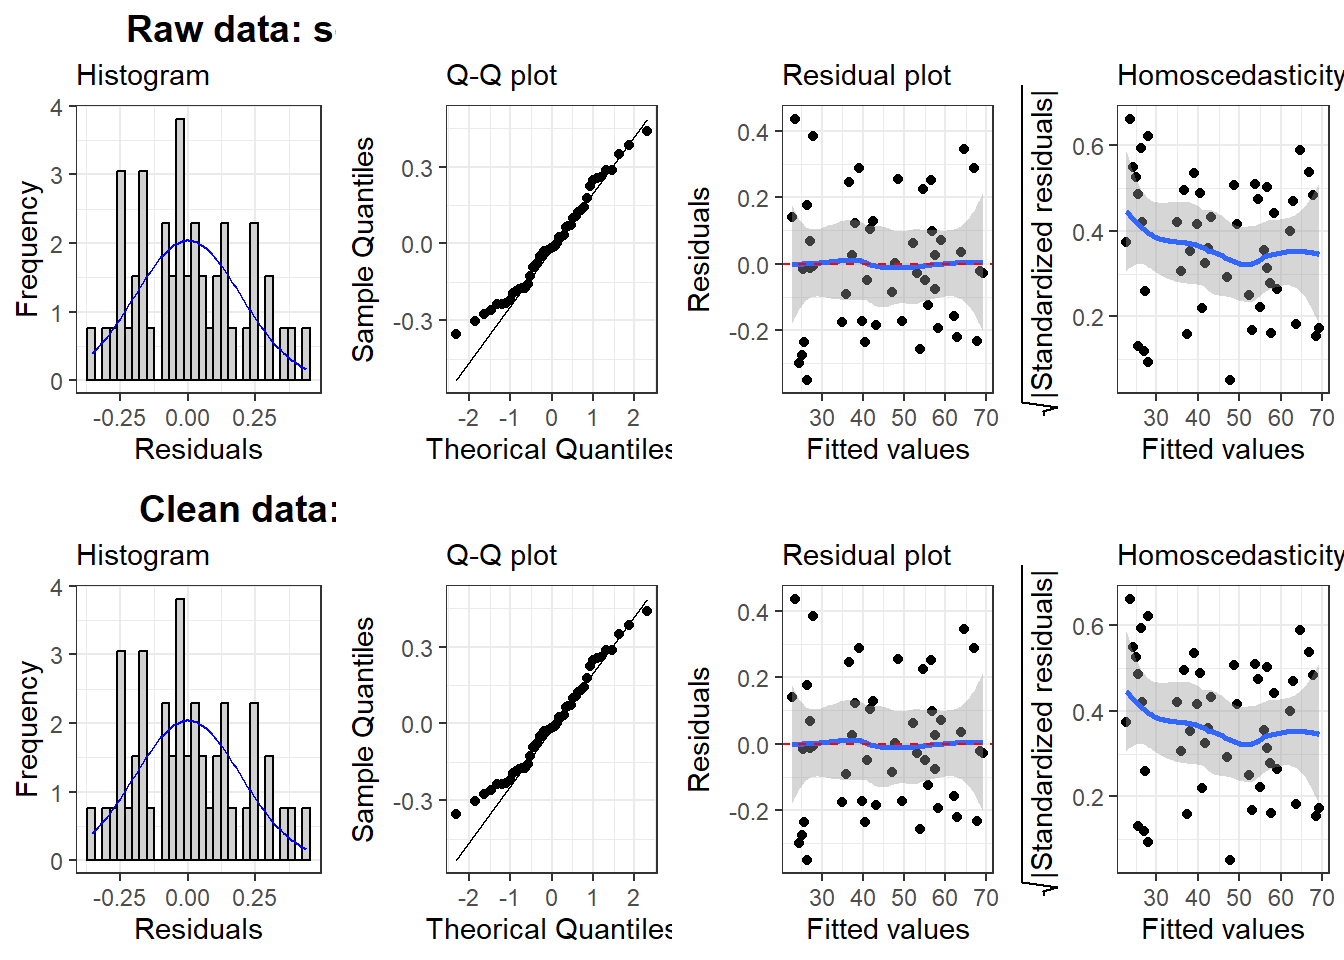 Raw data: s
Histogram
Q-Q plot
Residual plot
Homoscedasticity
4
3
2
1
0
Frequency
-0.25
0.00
0.25
Residuals
0.3
0.0
-0.3
Sample Quantiles
-2
-1
0
1
2
Theorical Quantiles
0.4
0.2
0.0
-0.2
Residuals
30
40
50
60
70
Fitted values
0.6
0.4
0.2
√|Standardized residuals|
30
40
50
60
70
Fitted values
Clean data:
Histogram
Q-Q plot
Residual plot
Homoscedasticity
4
3
2
1
0
Frequency
-0.25
0.00
0.25
Residuals
0.3
0.0
-0.3
Sample Quantiles
-2
-1
0
1
2
Theorical Quantiles
0.4
0.2
0.0
-0.2
Residuals
30
40
50
60
70
Fitted values
0.6
0.4
0.2
√|Standardized residuals|
30
40
50
60
70
Fitted values